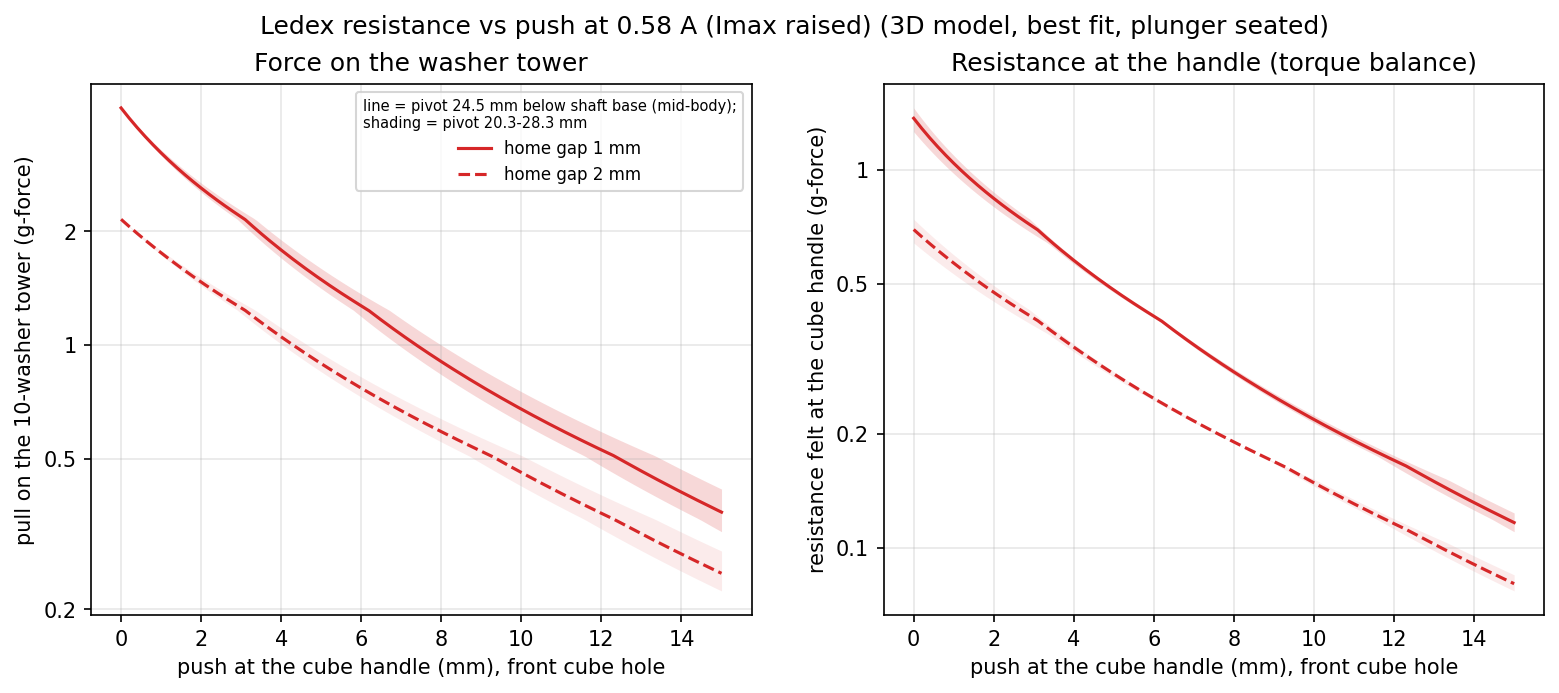 Ledex resistance vs push at 0.58 A (Imax raised) (3D model, best fit, plunger seated)
Force on the washer tower
line = pivot 24.5 mm below shaft base (mid-body);
shading = pivot 20.3-28.3 mm
home gap 1 mm
home gap 2 mm
pull on the 10-washer tower (g-force)
2
1
0.5
0.2
0 2 4 6 8 10 12 14
push at the cube handle (mm), front cube hole
Resistance at the handle (torque balance)
resistance felt at the cube handle (g-force)
1
0.5
0.2
0.1
0 2 4 6 8 10 12 14
push at the cube handle (mm), front cube hole